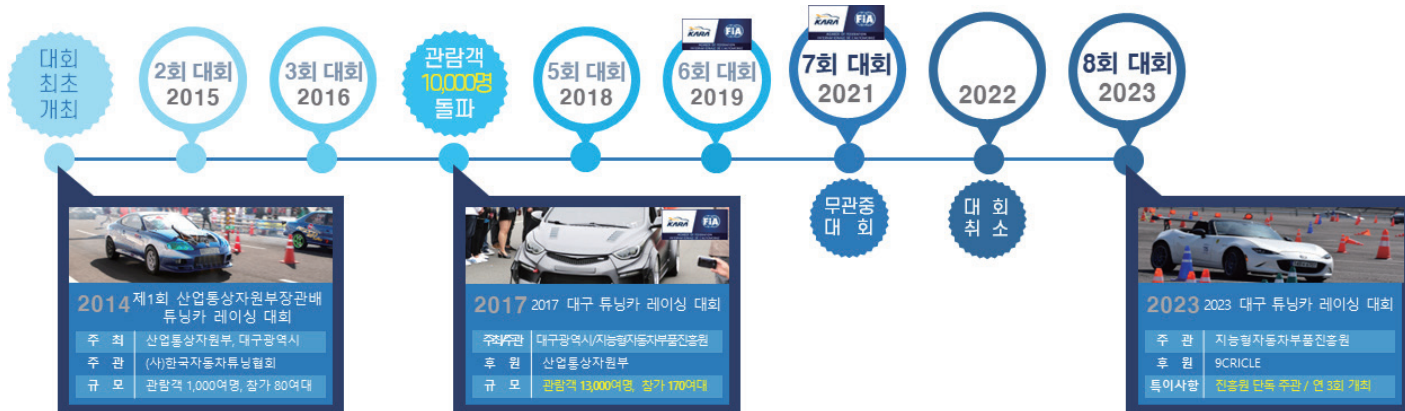 대회
최초
개최
2회 대회
2015
3회 대회
2016
관람객
10,000명
돌파
5회 대회
2018
KARA FIA
6회 대회
2019
KARA FIA
7회 대회
2021
2022
8회 대회
2023
무관중
대 회
대 회
취 소
2014 제1회 산업통상자원부장관배
튜닝카 레이싱 대회
주 최 산업통상자원부, 대구광역시
주 관 (사)한국자동차튜닝협회
규 모 관람객 1,000여명, 참가 80여대
KARA FIA
2017 2017 대구 튜닝카 레이싱 대회
주최/주관 대구광역시/지능형자동차부품진흥원
후 원 산업통상자원부
규 모 관람객 13,000여명, 참가 170여대
2023 2023 대구 튜닝카 레이싱 대회
주 관 지능형자동차부품진흥원
후 원 9CRICLE
특이사항 진흥원 단독 주관 / 연 3회 개최